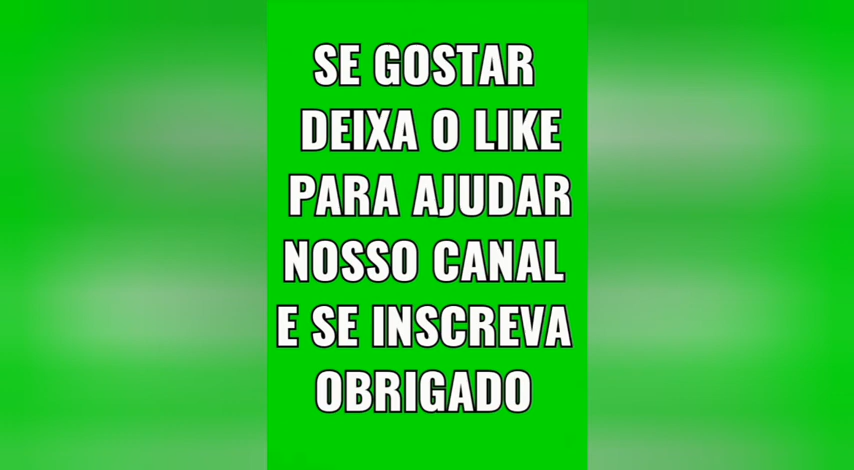 SE GOSTAR
DEIXA O LIKE
PARA AJUDAR
NOSSO CANAL
E SE INSCREVA
OBRIGADO